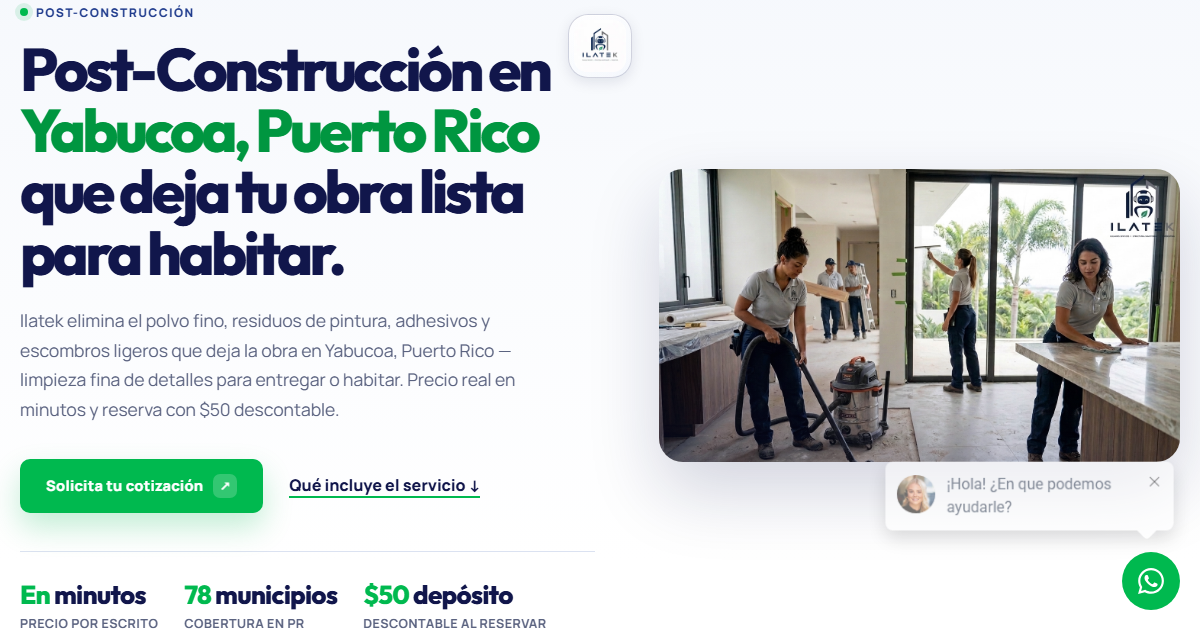 POST-CONSTRUCCIÓN
ILATEK
Post-Construcción en
Yabucoa, Puerto Rico
que deja tu obra lista
para habitar.
ILATEK
Ilatek elimina el polvo fino, residuos de pintura, adhesivos y
escombros ligeros que deja la obra en Yabucoa, Puerto Rico —
limpieza fina de detalles para entregar o habitar. Precio real en
minutos y reserva con $50 descontable.
Solicita tu cotización ↗
Qué incluye el servicio ↓
¡Hola! ¿En que podemos
ayudarle?
En minutos
PRECIO POR ESCRITO
78 municipios
COBERTURA EN PR
$50 depósito
DESCONTABLE AL RESERVAR